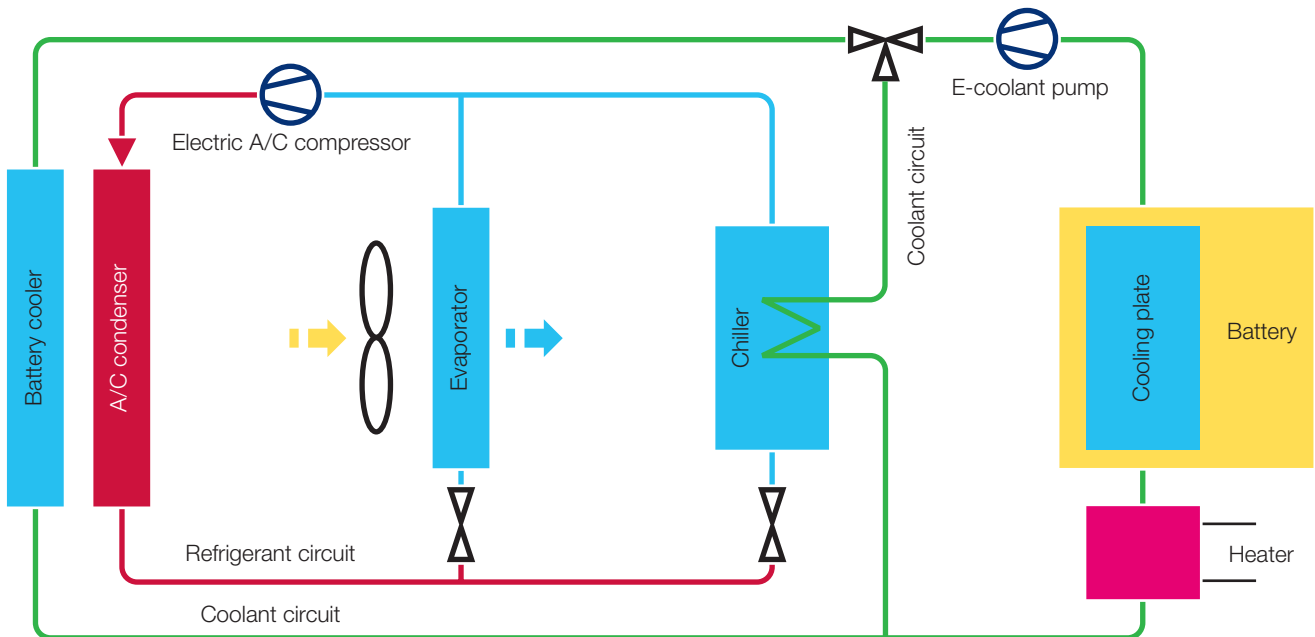 E-coolant pump
Electric A/C compressor
Coolant circuit
Battery cooler
A/C condenser
Evaporator
Chiller
Cooling plate
Battery
Refrigerant circuit
Heater
Coolant circuit